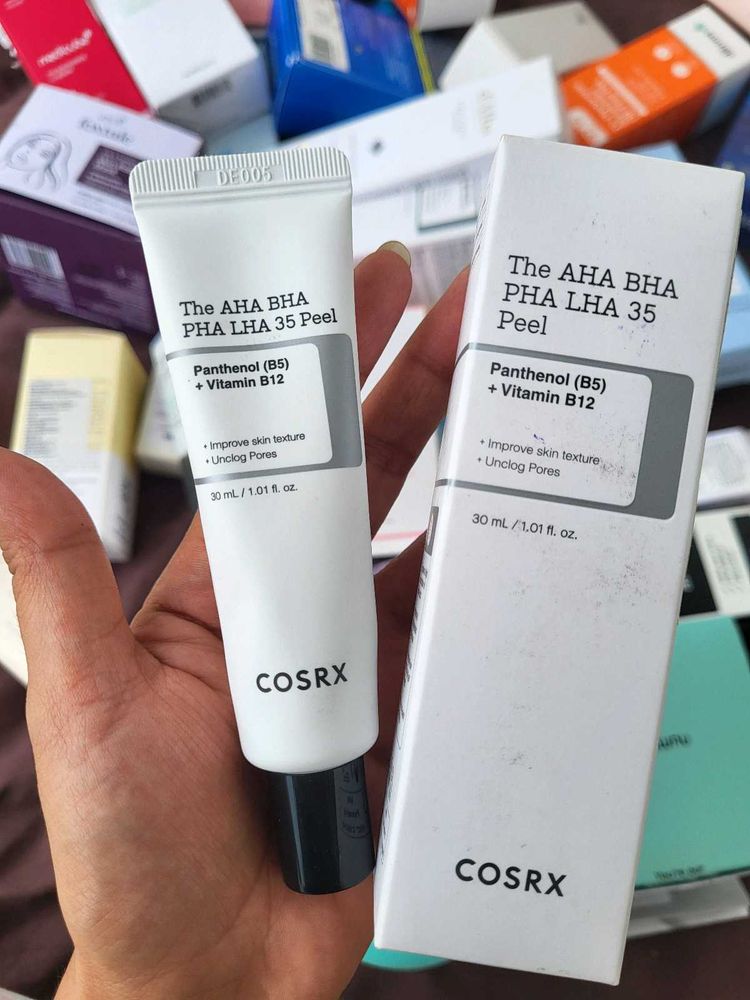 DE005
The AHA BHA
PHA LHA 35 Peel
Panthenol (B5)
+ Vitamin B12
• Improve skin texture
• Unclog Pores
30 mL / 1.01 fl. oz.
COSRX
The AHA BHA
PHA LHA 35
Peel
Panthenol (B5)
+ Vitamin B12
• Improve skin texture
• Unclog Pores
30 mL / 1.01 fl. oz.
COSRX